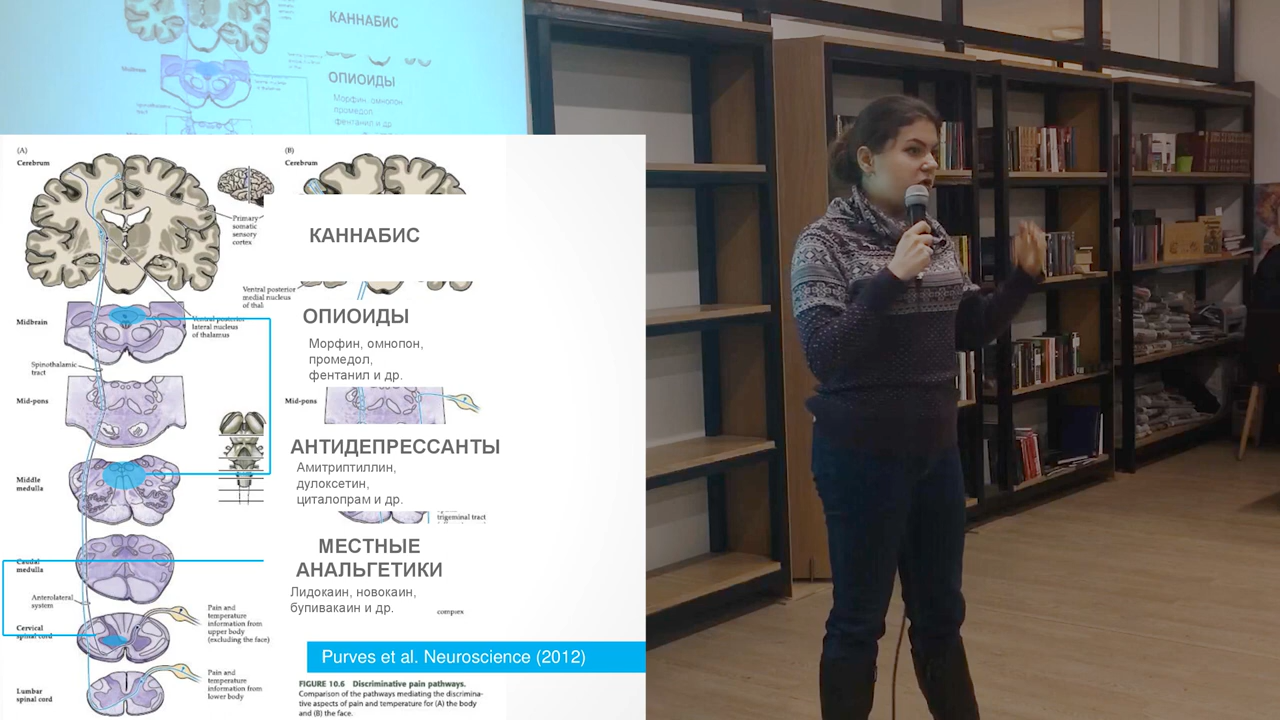 КАННАБИС
ОПИОИДЫ
Морфин, омнопон
промедол,
фентанил и др.
(A)
Cerebrum
Primary
somatic
sensory
cortex
Ventral posterior
lateral nucleus
of thalamus
Midbrain
Spinothalamic
tract
Mid-pons
Middle
medulla
Caudal
medulla
Anterolateral
system
Cervical
spinal cord
Pain and
temperature
information from
upper body
(excluding the face)
Pain and
temperature
information from
lower body
Lumbar
spinal cord
(B)
Cerebrum
КАННАБИС
Ventral posterior
medial nucleus
of thal
ОПИОИДЫ
Морфин, омнопон,
промедол,
фентанил и др.
Mid-pons
АНТИДЕПРЕССАНТЫ
Амитриптиллин,
дулоксетин,
циталопрам и др.
trigeminal tract
МЕСТНЫЕ
АНАЛЬГЕТИКИ
Лидокаин, новокаин,
бупивакаин и др.
complex
Purves et al. Neuroscience (2012)
FIGURE 10.6 Discriminative pain pathways.
Comparison of the pathways mediating the discrimina-
tive aspects of pain and temperature for (A) the body
and (B) the face.